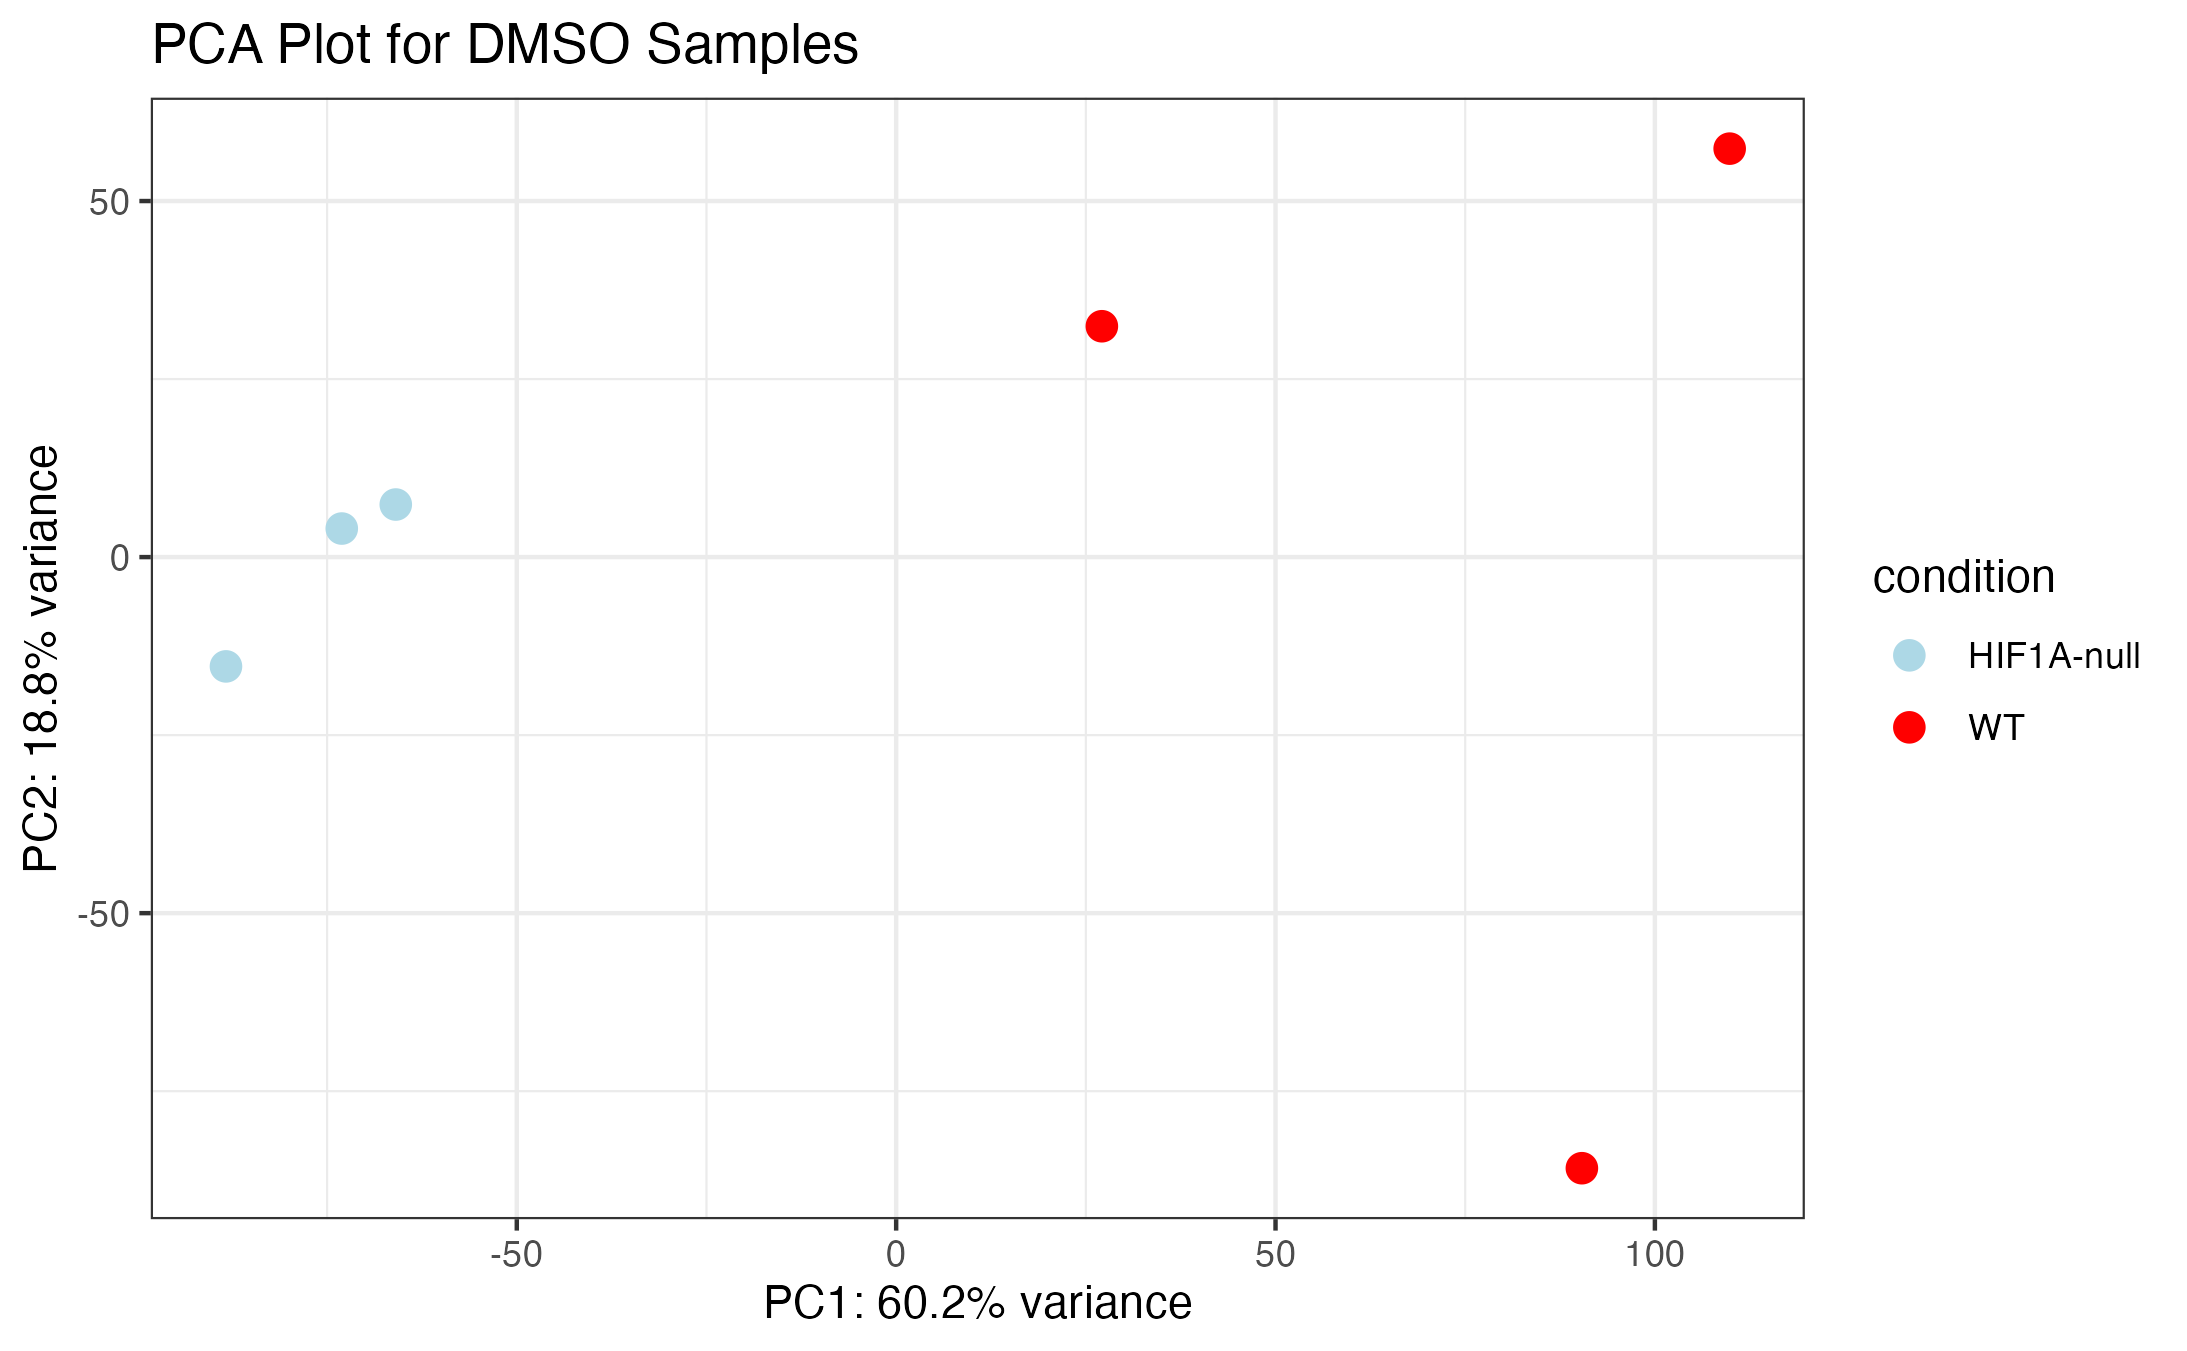 PCA Plot for DMSO Samples
50
0
-50
PC2: 18.8% variance
-50
0
50
100
PC1: 60.2% variance
condition
HIF1A-null
WT